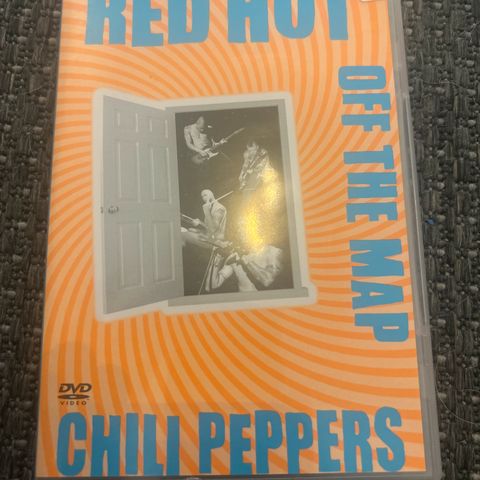 RED HOT
OFF THE MAP
DVD
VIDEO
CHILI PEPPERS